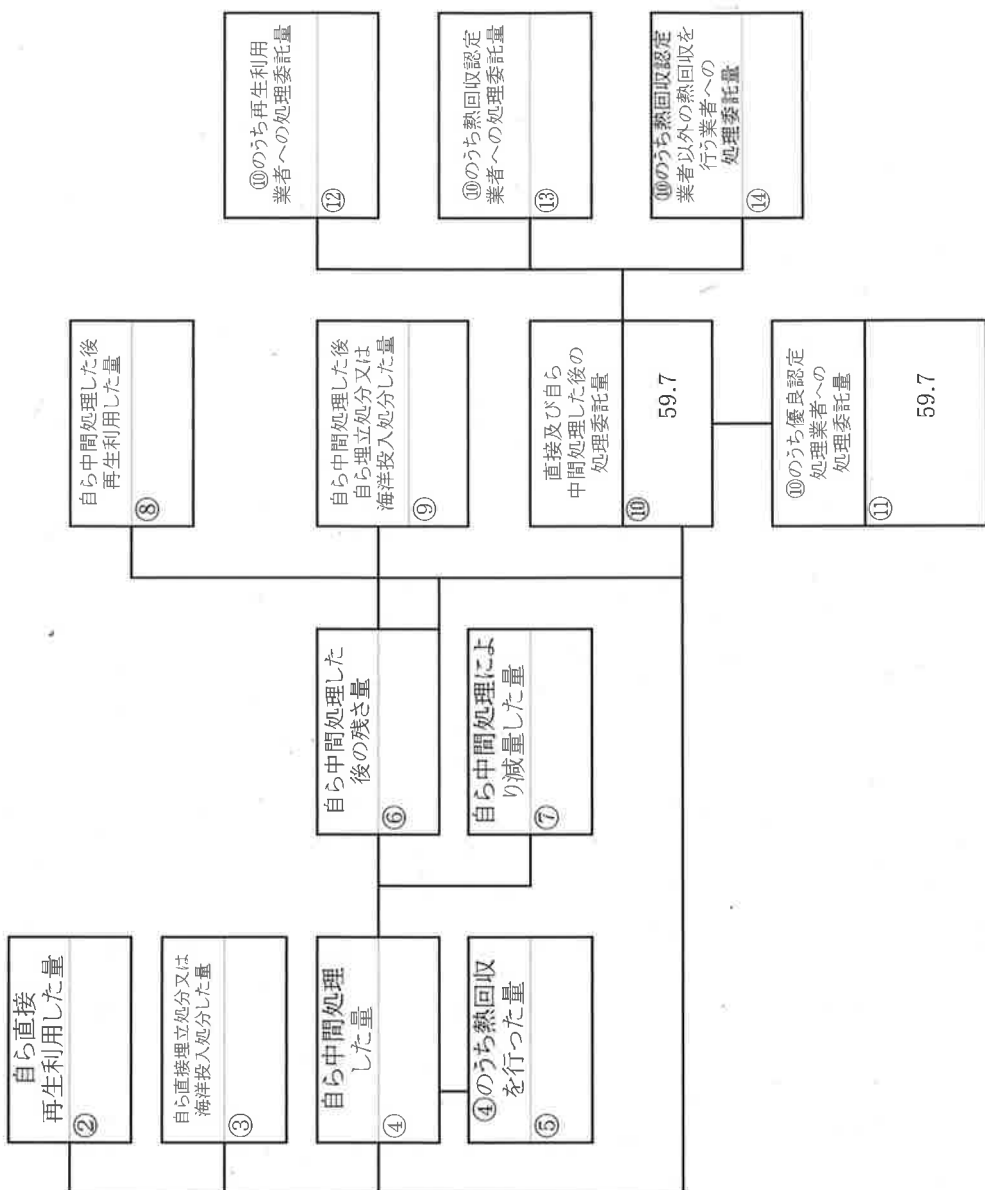 自ら直接
再生利用した量
②
自ら直接埋立処分又は
海洋投入処分した量
③
自ら中間処理
した量
④
④のうち熱回収
を行った量
⑤
自ら中間処理した
後の残さ量
⑥
自ら中間処理によ
り減量した量
⑦
自ら中間処理した後
再生利用した量
⑧
自ら中間処理した後
自ら埋立処分又は
海洋投入処分した量
⑨
直接及び自ら
中間処理した後の
処理委託量
⑩
59.7
⑩のうち優良認定
処理業者への
処理委託量
⑪
59.7
⑩のうち再生利用
業者への処理委託量
⑫
⑩のうち熱回収認定
業者への処理委託量
⑬
⑩のうち熱回収認定
業者以外の熱回収を
行う業者への
処理委託量
⑭